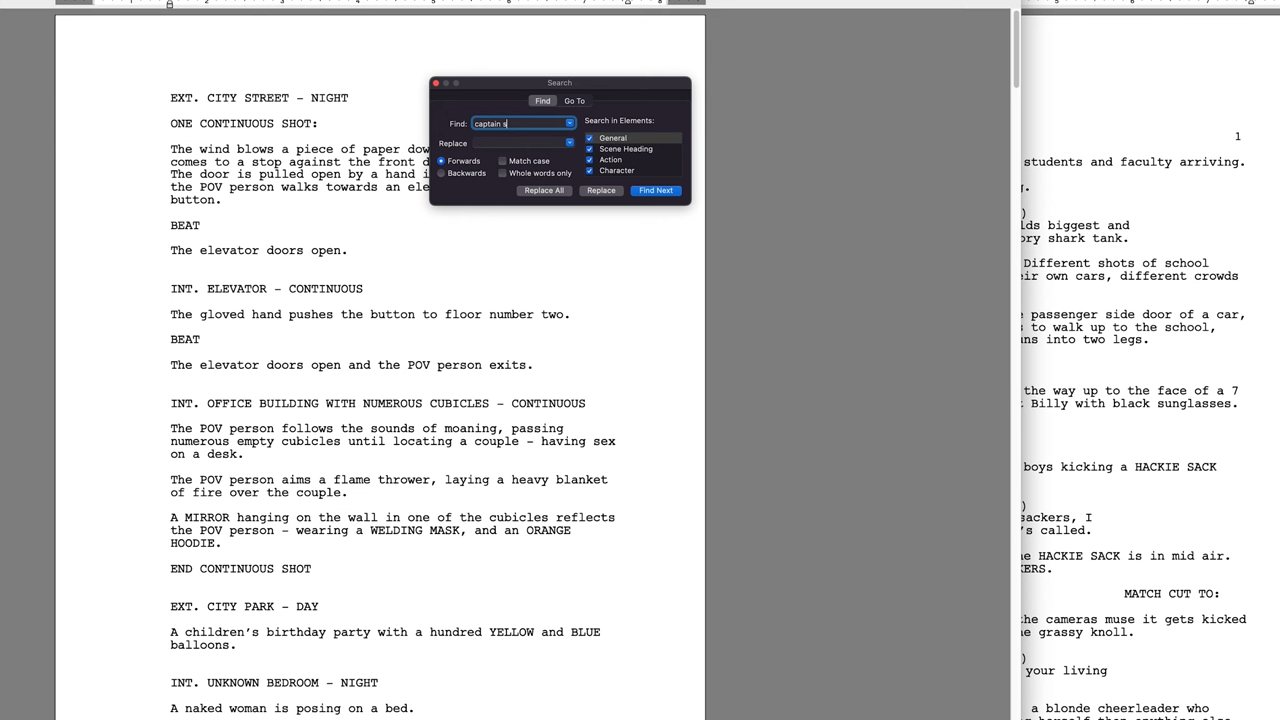 EXT. CITY STREET – NIGHT
ONE CONTINUOUS SHOT:
The wind blows a piece of paper dow
comes to a stop against the front d
The door is pulled open by a hand i
the POV person walks towards an ele
button.
BEAT
The elevator doors open.
INT. ELEVATOR – CONTINUOUS
The gloved hand pushes the button to floor number two.
BEAT
The elevator doors open and the POV person exits.
INT. OFFICE BUILDING WITH NUMEROUS CUBICLES – CONTINUOUS
The POV person follows the sounds of moaning, passing
numerous empty cubicles until locating a couple – having sex
on a desk.
The POV person aims a flame thrower, laying a heavy blanket
of fire over the couple.
A MIRROR hanging on the wall in one of the cubicles reflects
the POV person – wearing a WELDING MASK, and an ORANGE
HOODIE.
END CONTINUOUS SHOT
EXT. CITY PARK – DAY
A children's birthday party with a hundred YELLOW and BLUE
balloons.
INT. UNKNOWN BEDROOM – NIGHT
A naked woman is posing on a bed.
Search
Find
Go To
Find:
captain s
Replace
Forwards
Match case
Backwards
Whole words only
Search in Elements:
General
Scene Heading
Action
Character
Replace All
Replace
Find Next
1
students and faculty arriving.
g.
)
lds biggest and
ory shark tank.
Different shots of school
eir own cars, different crowds
e passenger side door of a car,
s to walk up to the school,
uns into two legs.
the way up to the face of a 7
t Billy with black sunglasses.
boys kicking a HACKIE SACK
)
sackers, I
's called.
he HACKIE SACK is in mid air.
KERS.
MATCH CUT TO:
the cameras muse it gets kicked
he grassy knoll.
)
your living
a blonde cheerleader who